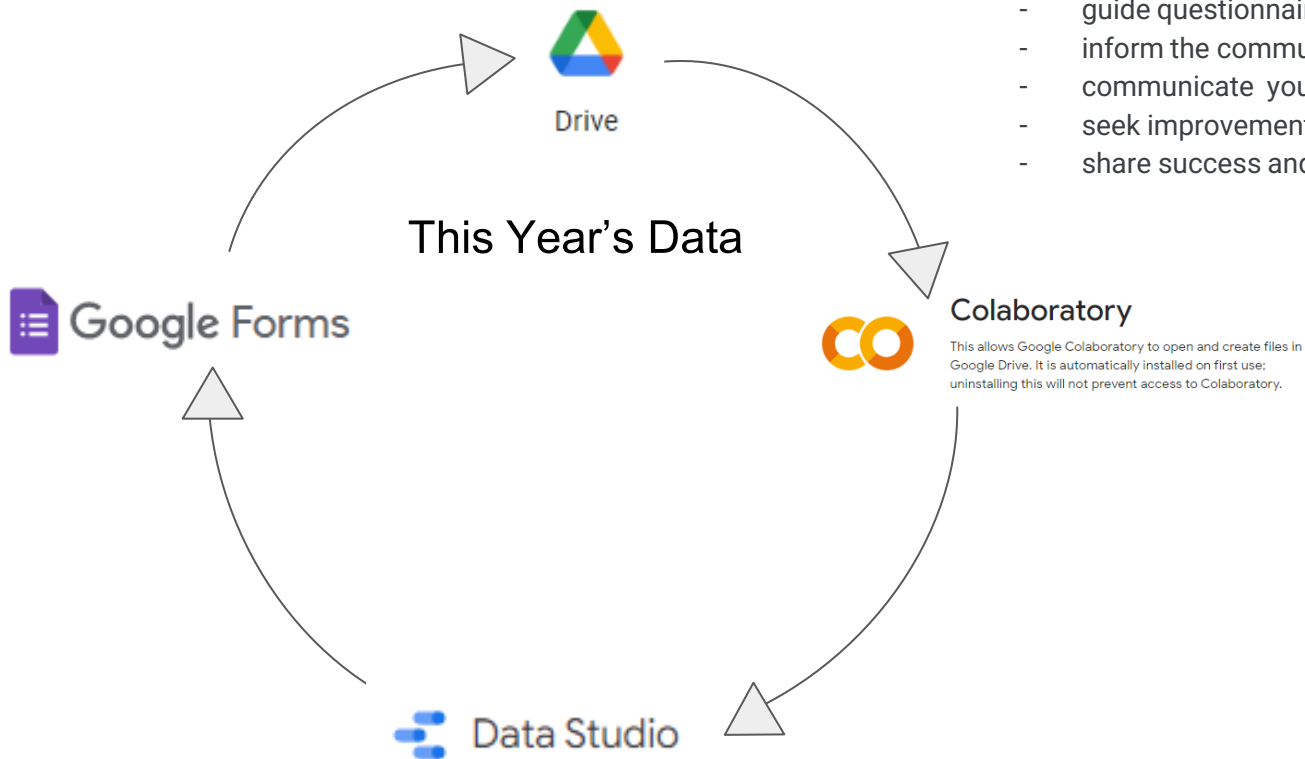 - guide questionnai
- inform the commu
- communicate you
- seek improvement
- share success and
Drive
This Year’s Data
Google Forms
Colaboratory
This allows Google Colaboratory to open and create files in
Google Drive. It is automatically installed on first use;
uninstalling this will not prevent access to Colaboratory.
Data Studio